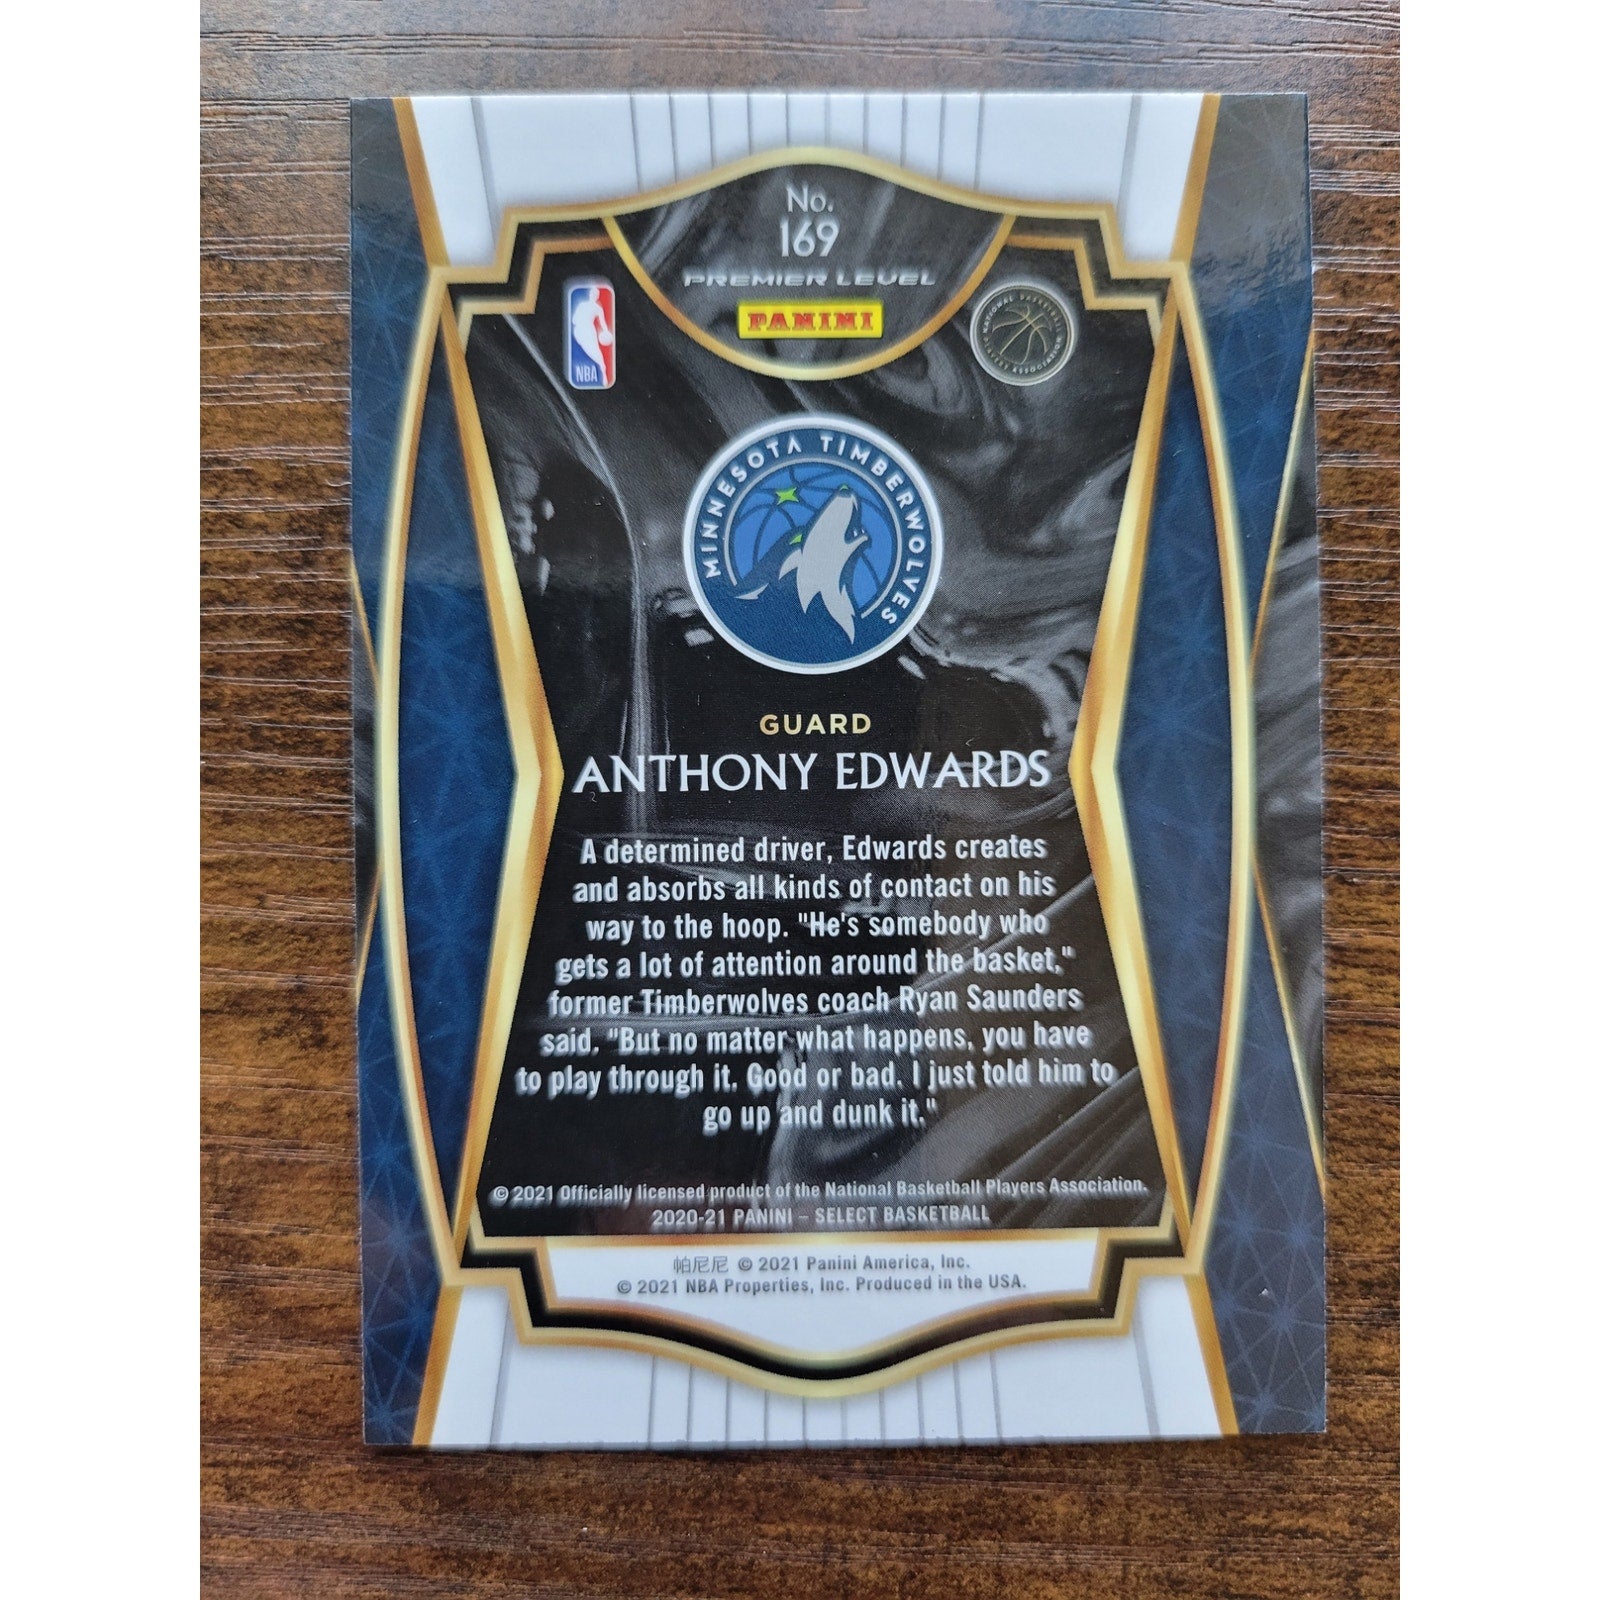 No.
169
PREMIER LEVEL
PANINI
NBA
NATIONAL BASKETBALL
PLAYERS ASSOCIATION
MINNESOTA TIMBERWOLVES
GUARD
ANTHONY EDWARDS
A determined driver, Edwards creates
and absorbs all kinds of contact on his
way to the hoop. "He's somebody who
gets a lot of attention around the basket,"
former Timberwolves coach Ryan Saunders
said. "But no matter what happens, you have
to play through it. Good or bad. I just told him to
go up and dunk it."
© 2021 Officially licensed product of the National Basketball Players Association.
2020-21 PANINI – SELECT BASKETBALL
帕尼尼 © 2021 Panini America, Inc.
© 2021 NBA Properties, Inc. Produced in the USA.